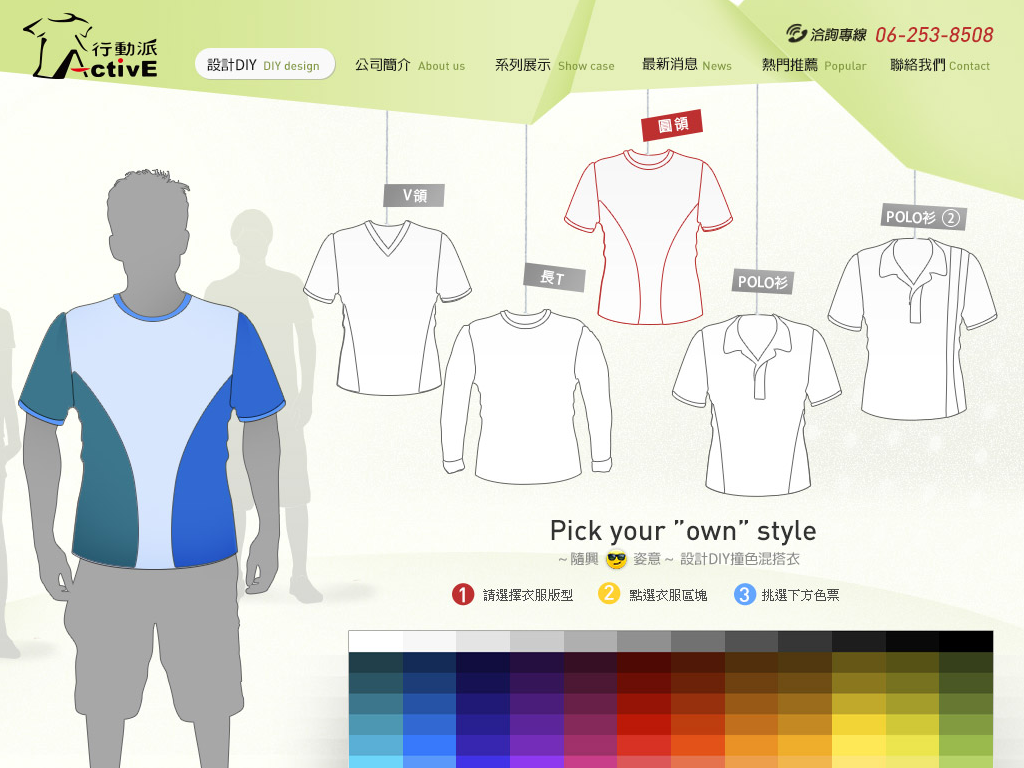 行動派
ActivE
洽詢專線 06-253-8508
設計DIY DIY design 公司簡介 About us 系列展示 Show case 最新消息 News 熱門推薦 Popular 聯絡我們 Contact
圓領
V領
POLO衫 ②
長T
POLO衫
Pick your ”own” style
~ 隨興 姿意 ~ 設計DIY撞色混搭衣
1 請選擇衣服版型 2 點選衣服區塊 3 挑選下方色票